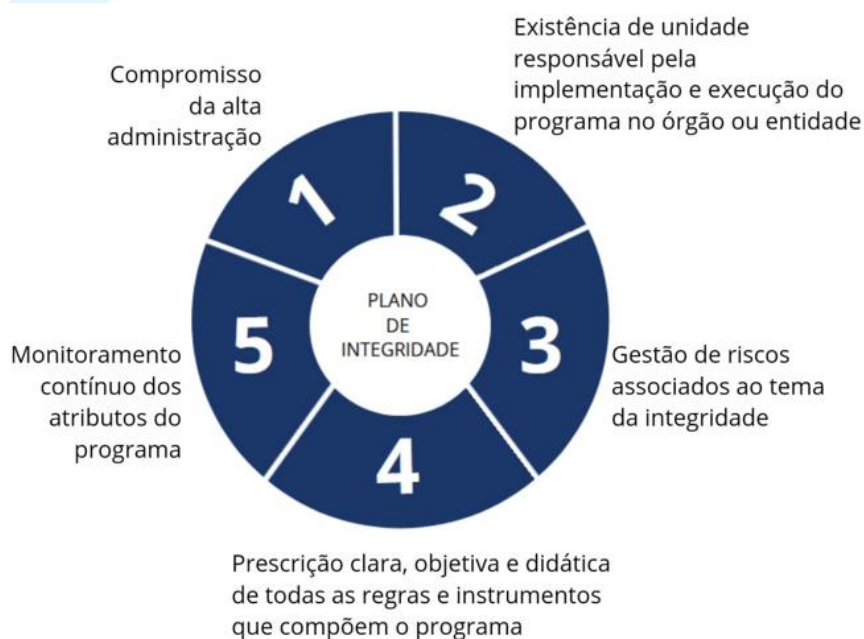 Compromisso
da alta
administração
1
Existência de unidade
responsável pela
implementação e execução do
programa no órgão ou entidade
2
PLANO
DE
INTEGRIDADE
3
Gestão de riscos
associados ao tema
da integridade
4
Prescrição clara, objetiva e didática
de todas as regras e instrumentos
que compõem o programa
5
Monitoramento
contínuo dos
atributos do
programa